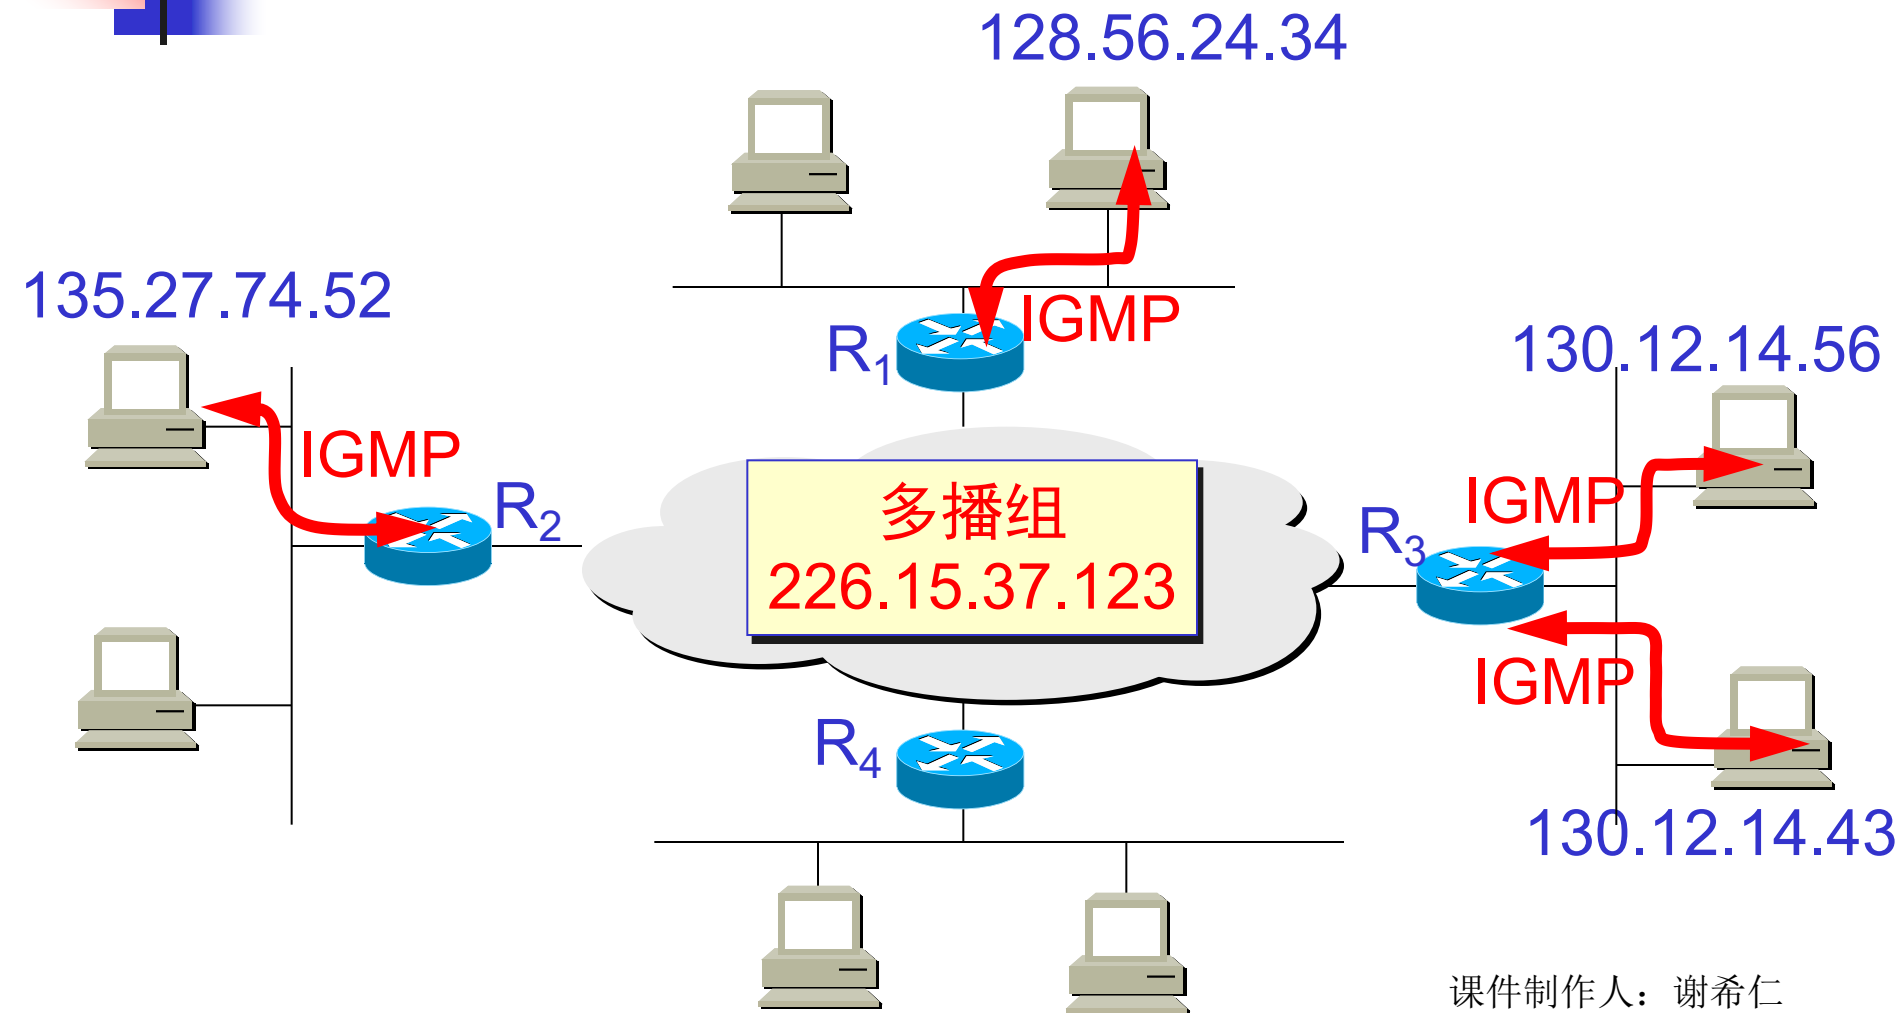 128.56.24.34
135.27.74.52
IGMP
R1
130.12.14.56
IGMP
R2
多播组
226.15.37.123
IGMP
R3
IGMP
R4
130.12.14.43
课件制作人：谢希仁